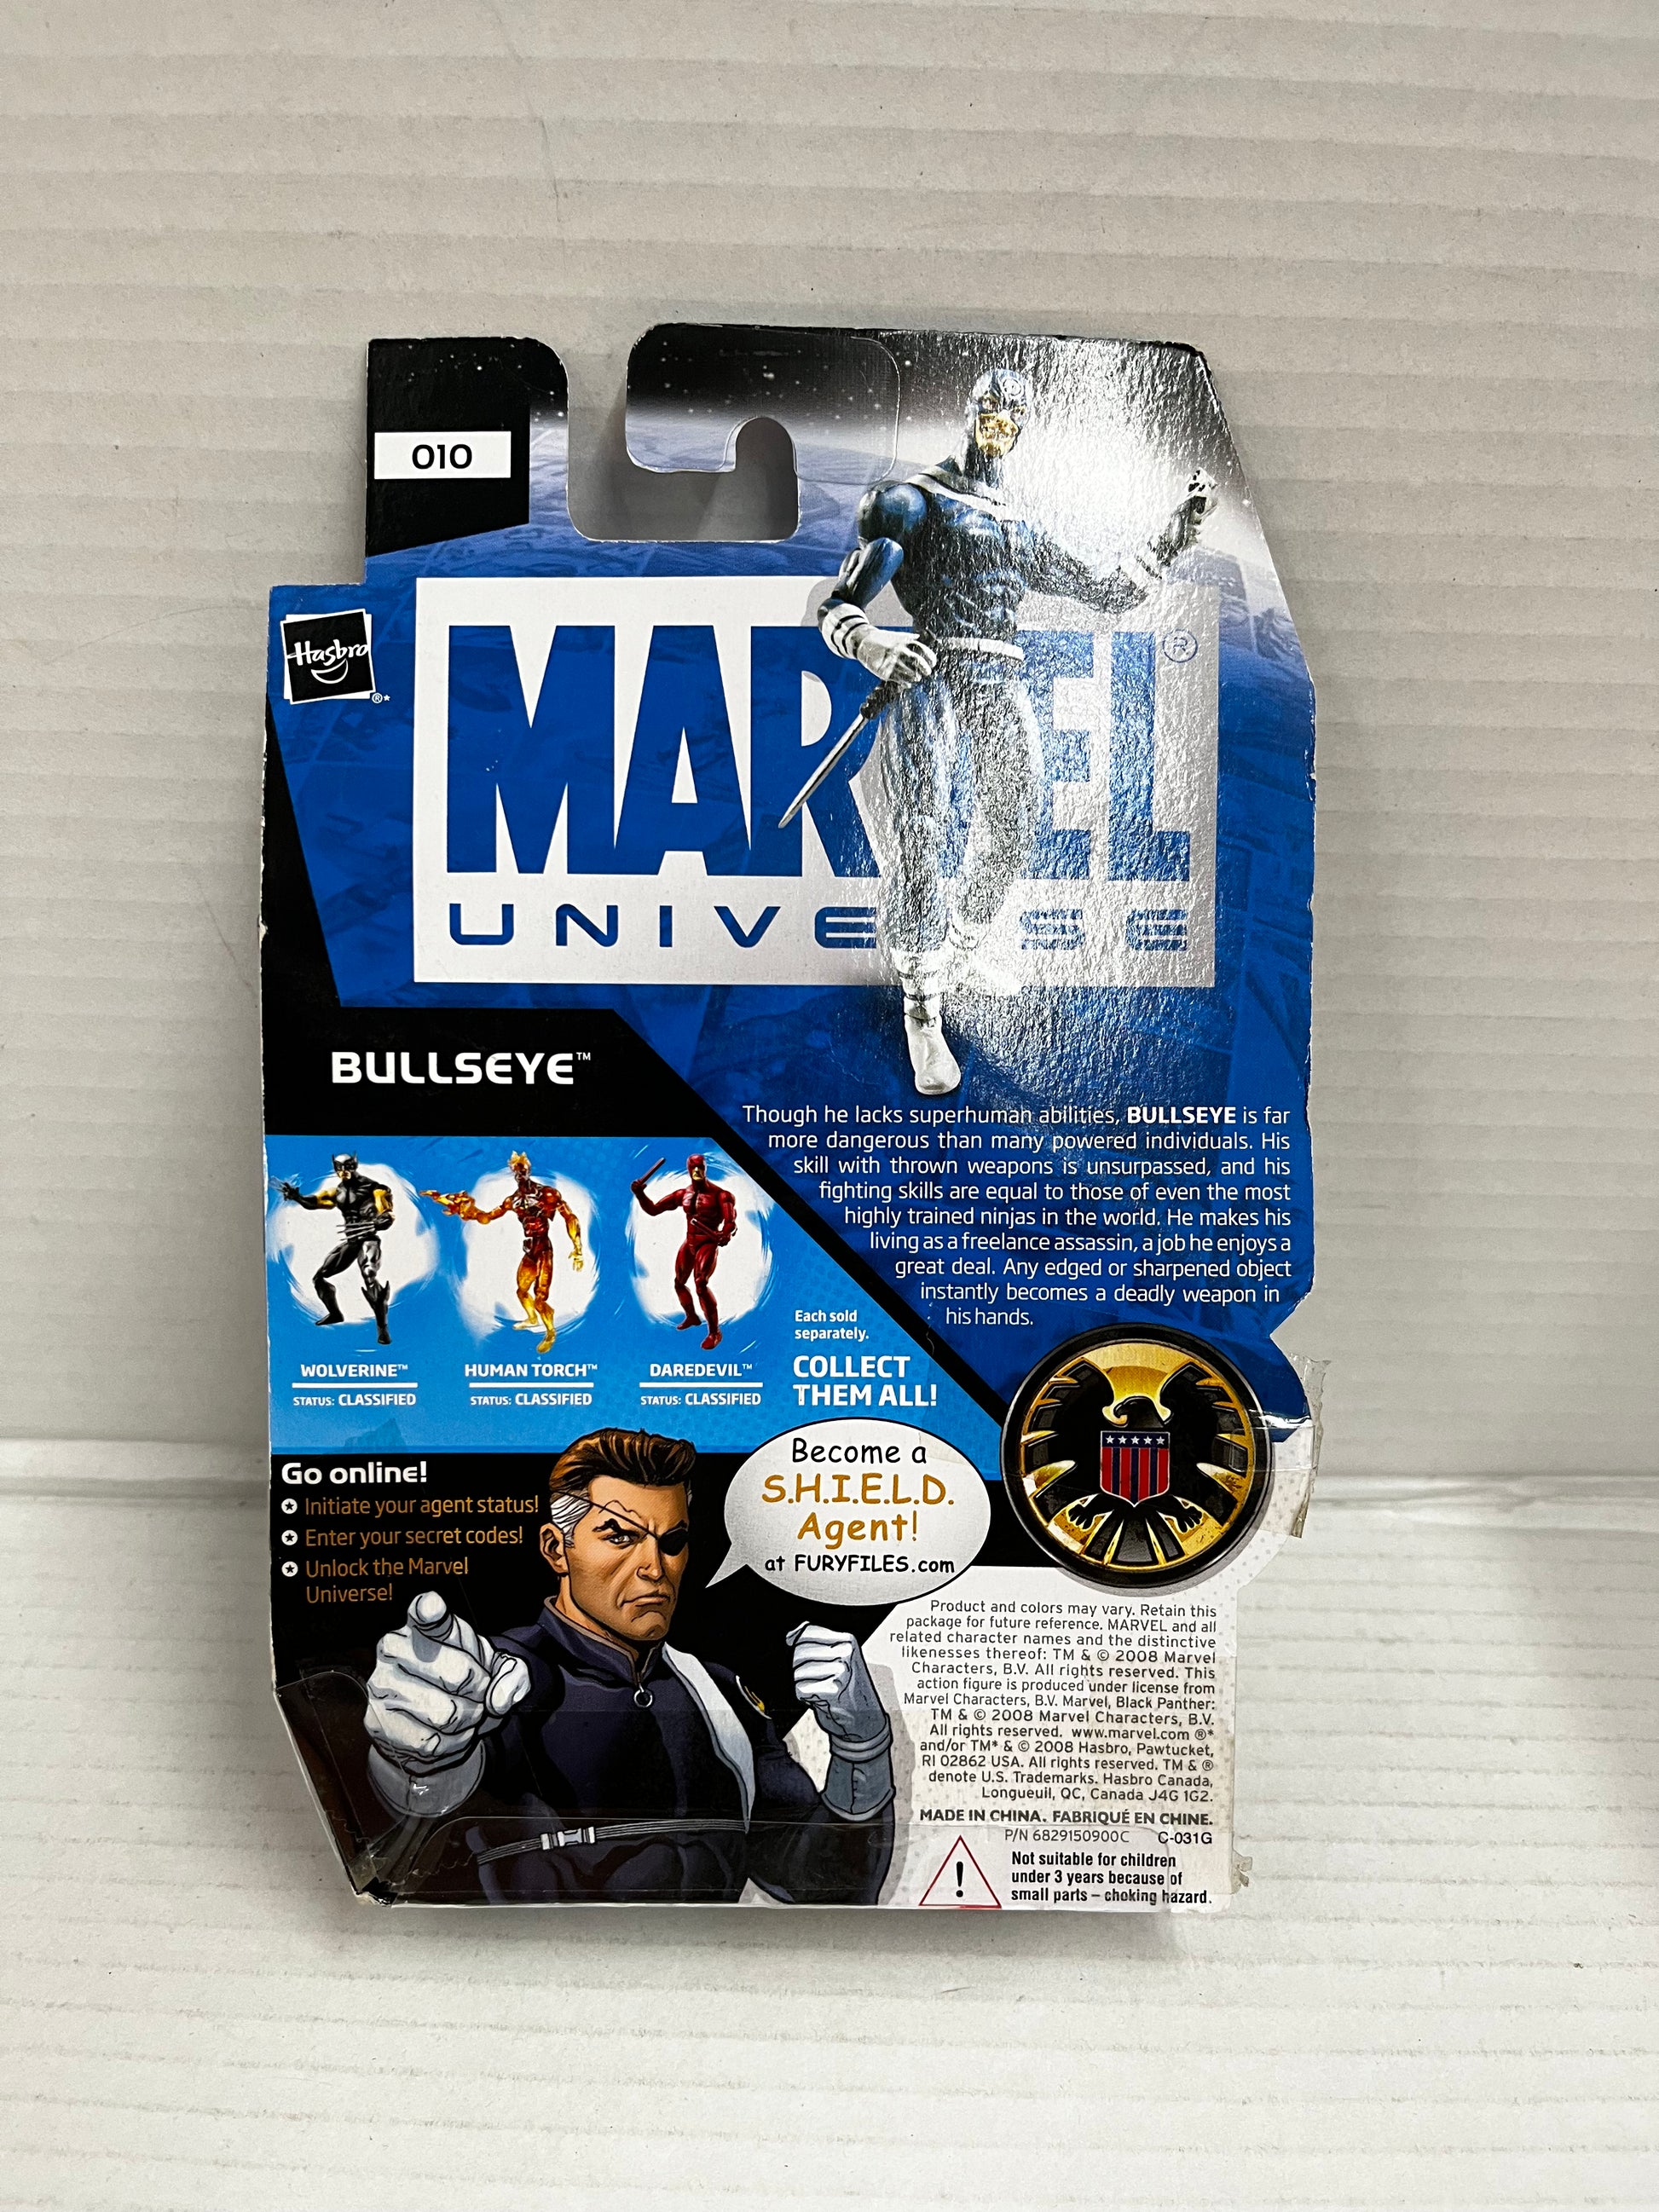 010
Hasbro
®*
MARVEL®
UNIVERSE
BULLSEYE™
Though he lacks superhuman abilities, BULLSEYE is far
more dangerous than many powered individuals. His
skill with thrown weapons is unsurpassed, and his
fighting skills are equal to those of even the most
highly trained ninjas in the world. He makes his
living as a freelance assassin, a job he enjoys a
great deal. Any edged or sharpened object
instantly becomes a deadly weapon in
his hands.
WOLVERINE™
STATUS: CLASSIFIED
HUMAN TORCH™
STATUS: CLASSIFIED
DAREDEVIL™
STATUS: CLASSIFIED
Each sold
separately.
COLLECT
THEM ALL!
Go online!
Initiate your agent status!
Enter your secret codes!
Unlock the Marvel
Universe!
Become a
S.H.I.E.L.D.
Agent!
at FURYFILES.com
Product and colors may vary. Retain this
package for future reference. MARVEL and all
related character names and the distinctive
likenesses thereof: TM & © 2008 Marvel
Characters, B.V. All rights reserved. This
action figure is produced under license from
Marvel Characters, B.V. Marvel, Black Panther:
TM & © 2008 Marvel Characters, B.V.
All rights reserved. www.marvel.com ®*
and/or TM* & © 2008 Hasbro, Pawtucket,
RI 02862 USA. All rights reserved. TM & ®
denote U.S. Trademarks. Hasbro Canada,
Longueuil, QC, Canada J4G 1G2.
MADE IN CHINA. FABRIQUÉ EN CHINE.
P/N 6829150900C C-031G
Not suitable for children
under 3 years because of
small parts – choking hazard.